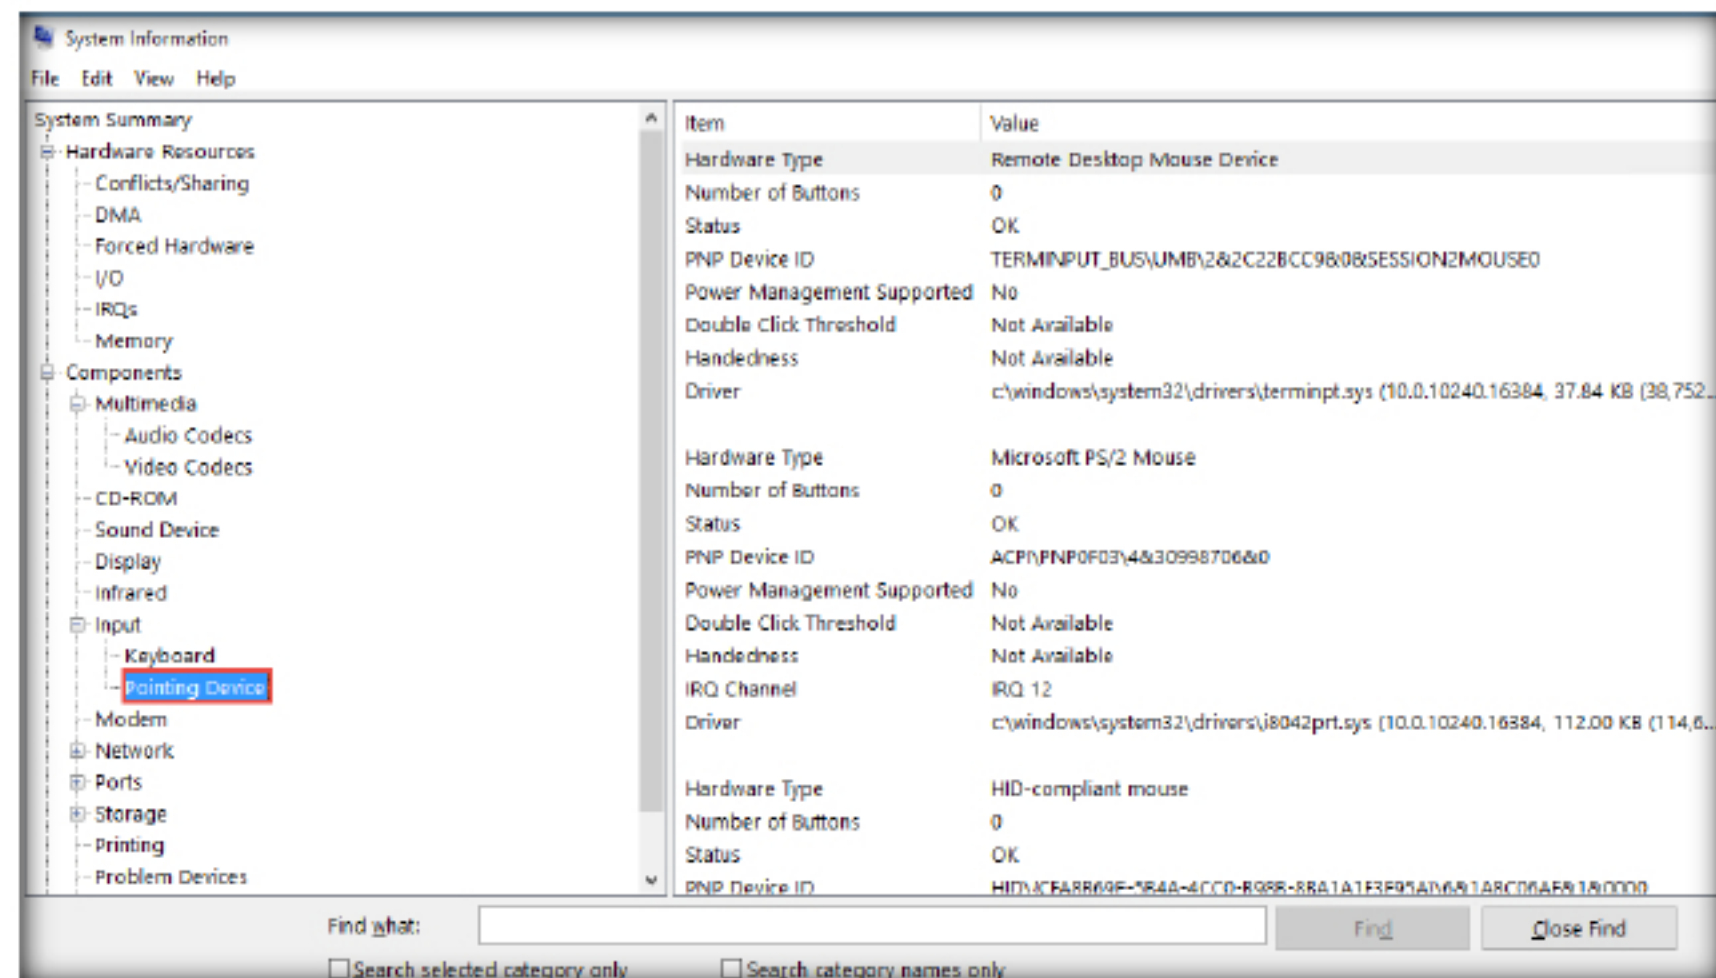 System Information
File Edit View Help
System Summary
Hardware Resources
Conflicts/Sharing
DMA
Forced Hardware
I/O
IRQs
Memory
Components
Multimedia
Audio Codecs
Video Codecs
CD-ROM
Sound Device
Display
Infrared
Input
Keyboard
Pointing Device
Modem
Network
Ports
Storage
Printing
Problem Devices
Item Value
Hardware Type Remote Desktop Mouse Device
Number of Buttons 0
Status OK
PNP Device ID TERMINPUT_BUS\UMB\2&2C22BCC9&0&SESSION2MOUSE0
Power Management Supported No
Double Click Threshold Not Available
Handedness Not Available
Driver c:\windows\system32\drivers\terminpt.sys (10.0.10240.16384, 37.84 KB (38,752...
Hardware Type Microsoft PS/2 Mouse
Number of Buttons 0
Status OK
PNP Device ID ACPI\PNP0F03\4&30998706&0
Power Management Supported No
Double Click Threshold Not Available
Handedness Not Available
IRQ Channel IRQ 12
Driver c:\windows\system32\drivers\i8042prt.sys (10.0.10240.16384, 112.00 KB (114,6...
Hardware Type HID-compliant mouse
Number of Buttons 0
Status OK
PNP Device ID
Find what: Find Close Find
Search selected category only Search category names only